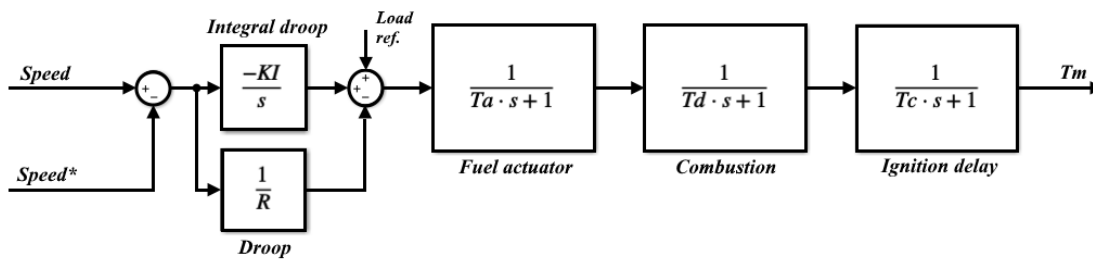 Integral droop
Load
ref.
Speed
+
−
−KI
s
+
+
−
1
Ta · s + 1
1
Td · s + 1
1
Tc · s + 1
Tm
Fuel actuator
Combustion
Ignition delay
Speed*
1
R
Droop